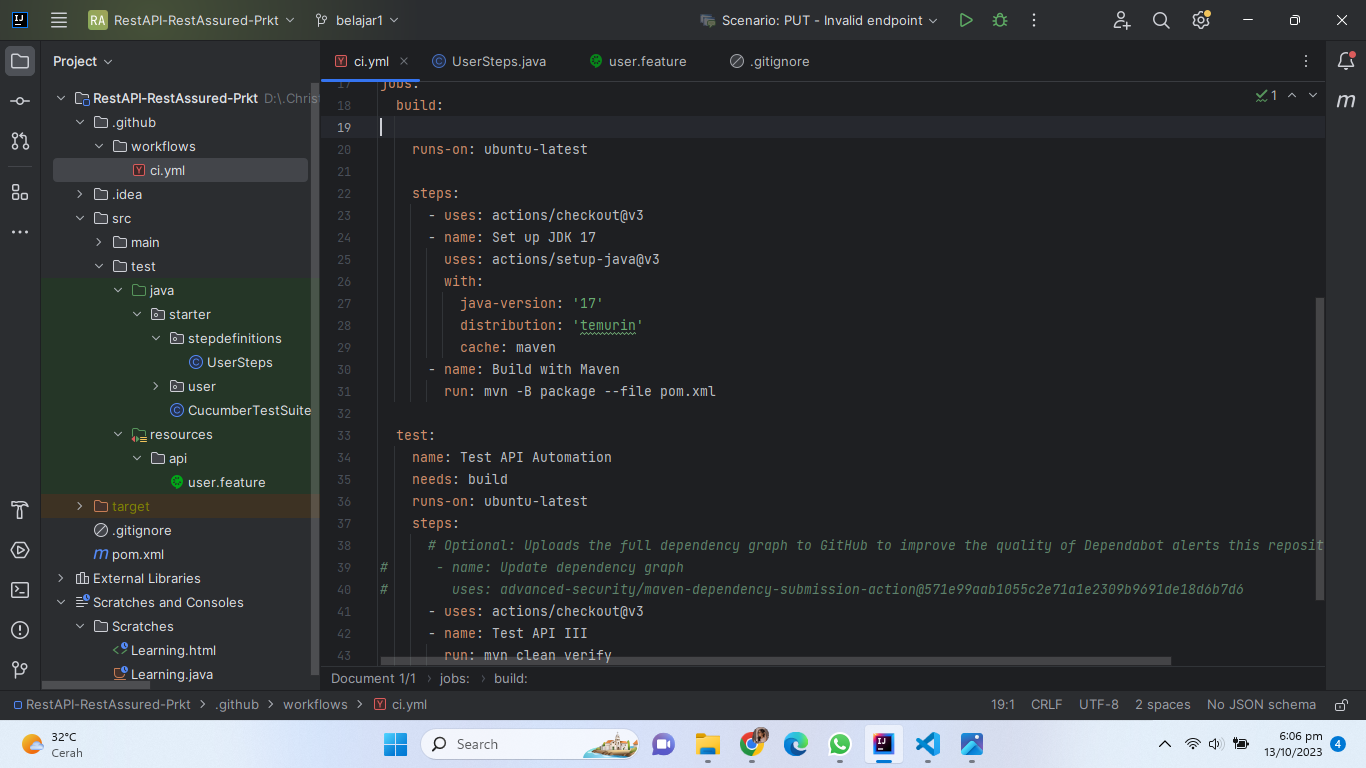 RA RestAPI-RestAssured-Prkt belajar1 Scenario: PUT - Invalid endpoint
Project
RestAPI-RestAssured-Prkt D:\.Chris
.github
workflows
ci.yml
.idea
src
main
test
java
starter
stepdefinitions
UserSteps
user
CucumberTestSuite
resources
api
user.feature
target
.gitignore
pom.xml
External Libraries
Scratches and Consoles
Scratches
Learning.html
Learning.java
ci.yml UserSteps.java user.feature .gitignore
1
17 jobs:
18 build:
19
20 runs-on: ubuntu-latest
21
22 steps:
23 - uses: actions/checkout@v3
24 - name: Set up JDK 17
25 uses: actions/setup-java@v3
26 with:
27 java-version: '17'
28 distribution: 'temurin'
29 cache: maven
30 - name: Build with Maven
31 run: mvn -B package --file pom.xml
32
33 test:
34 name: Test API Automation
35 needs: build
36 runs-on: ubuntu-latest
37 steps:
38 # Optional: Uploads the full dependency graph to GitHub to improve the quality of Dependabot alerts this reposit
39 # - name: Update dependency graph
40 # uses: advanced-security/maven-dependency-submission-action@571e99aab1055c2e71a1e2309b9691de18d6b7d6
41 - uses: actions/checkout@v3
42 - name: Test API III
43 run: mvn clean verify
Document 1/1 jobs: build:
RestAPI-RestAssured-Prkt .github workflows ci.yml 19:1 CRLF UTF-8 2 spaces No JSON schema
32°C
Cerah
Search
6:06 pm
13/10/2023
4